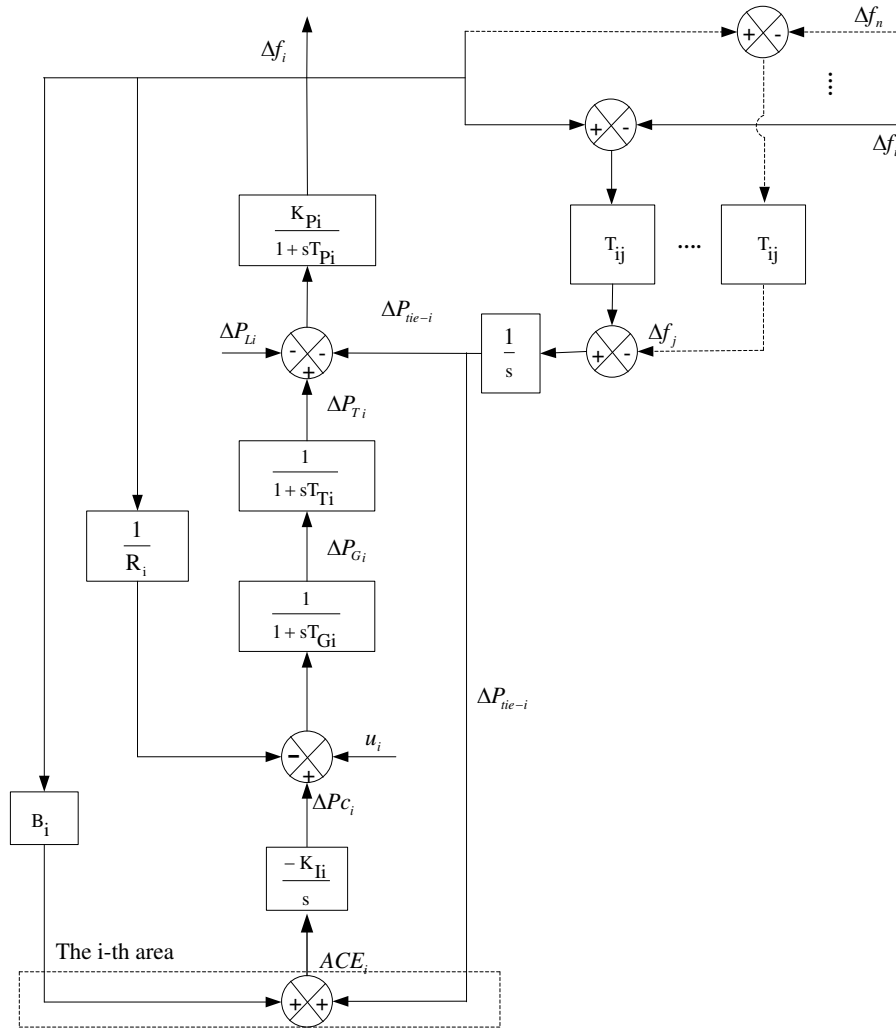 Δf_n
Δf_i
+ -
+ -
Δf_i
K_Pi
1 + sT_Pi
T_ij
....
T_ij
ΔP_tie-i
ΔP_Li
- -
+
1
s
Δf_j
+ -
ΔP_Ti
1
1 + sT_Ti
1
R_i
ΔP_Gi
1
1 + sT_Gi
ΔP_tie-i
u_i
-
+
ΔPc_i
B_i
- K_Ii
s
The i-th area
ACE_i
+ +